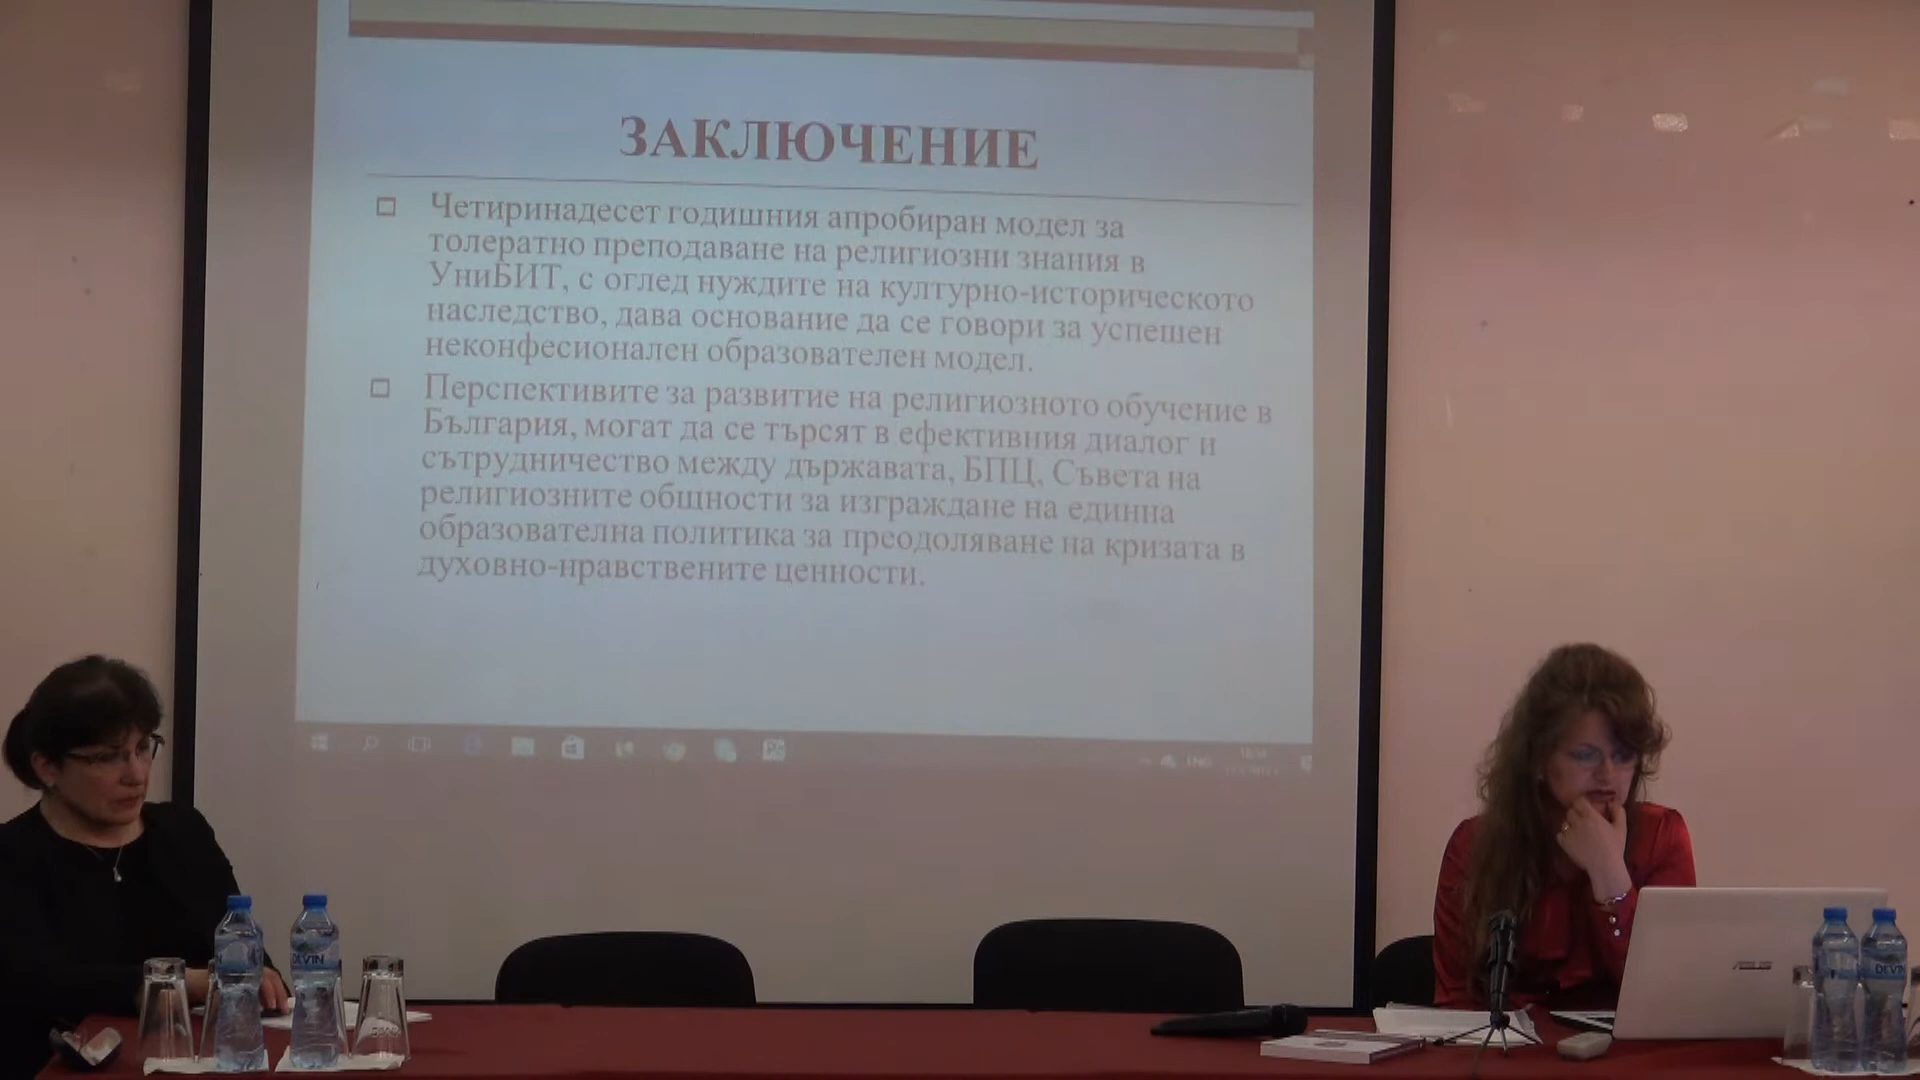 ЗАКЛЮЧЕНИЕ
Четиринадесет годишния апробиран модел за
толератно преподаване на религиозни знания в
УниБИТ, с оглед нуждите на културно-историческото
наследство, дава основание да се говори за успешен
неконфесионален образователен модел.
Перспективите за развитие на религиозното обучение в
България, могат да се търсят в ефективния диалог и
сътрудничество между държавата, БПЦ, Съвета на
религиозните общности за изграждане на единна
образователна политика за преодоляване на кризата в
духовно-нравствените ценности.
ENG
DEVIN
ASUS
DEVIN